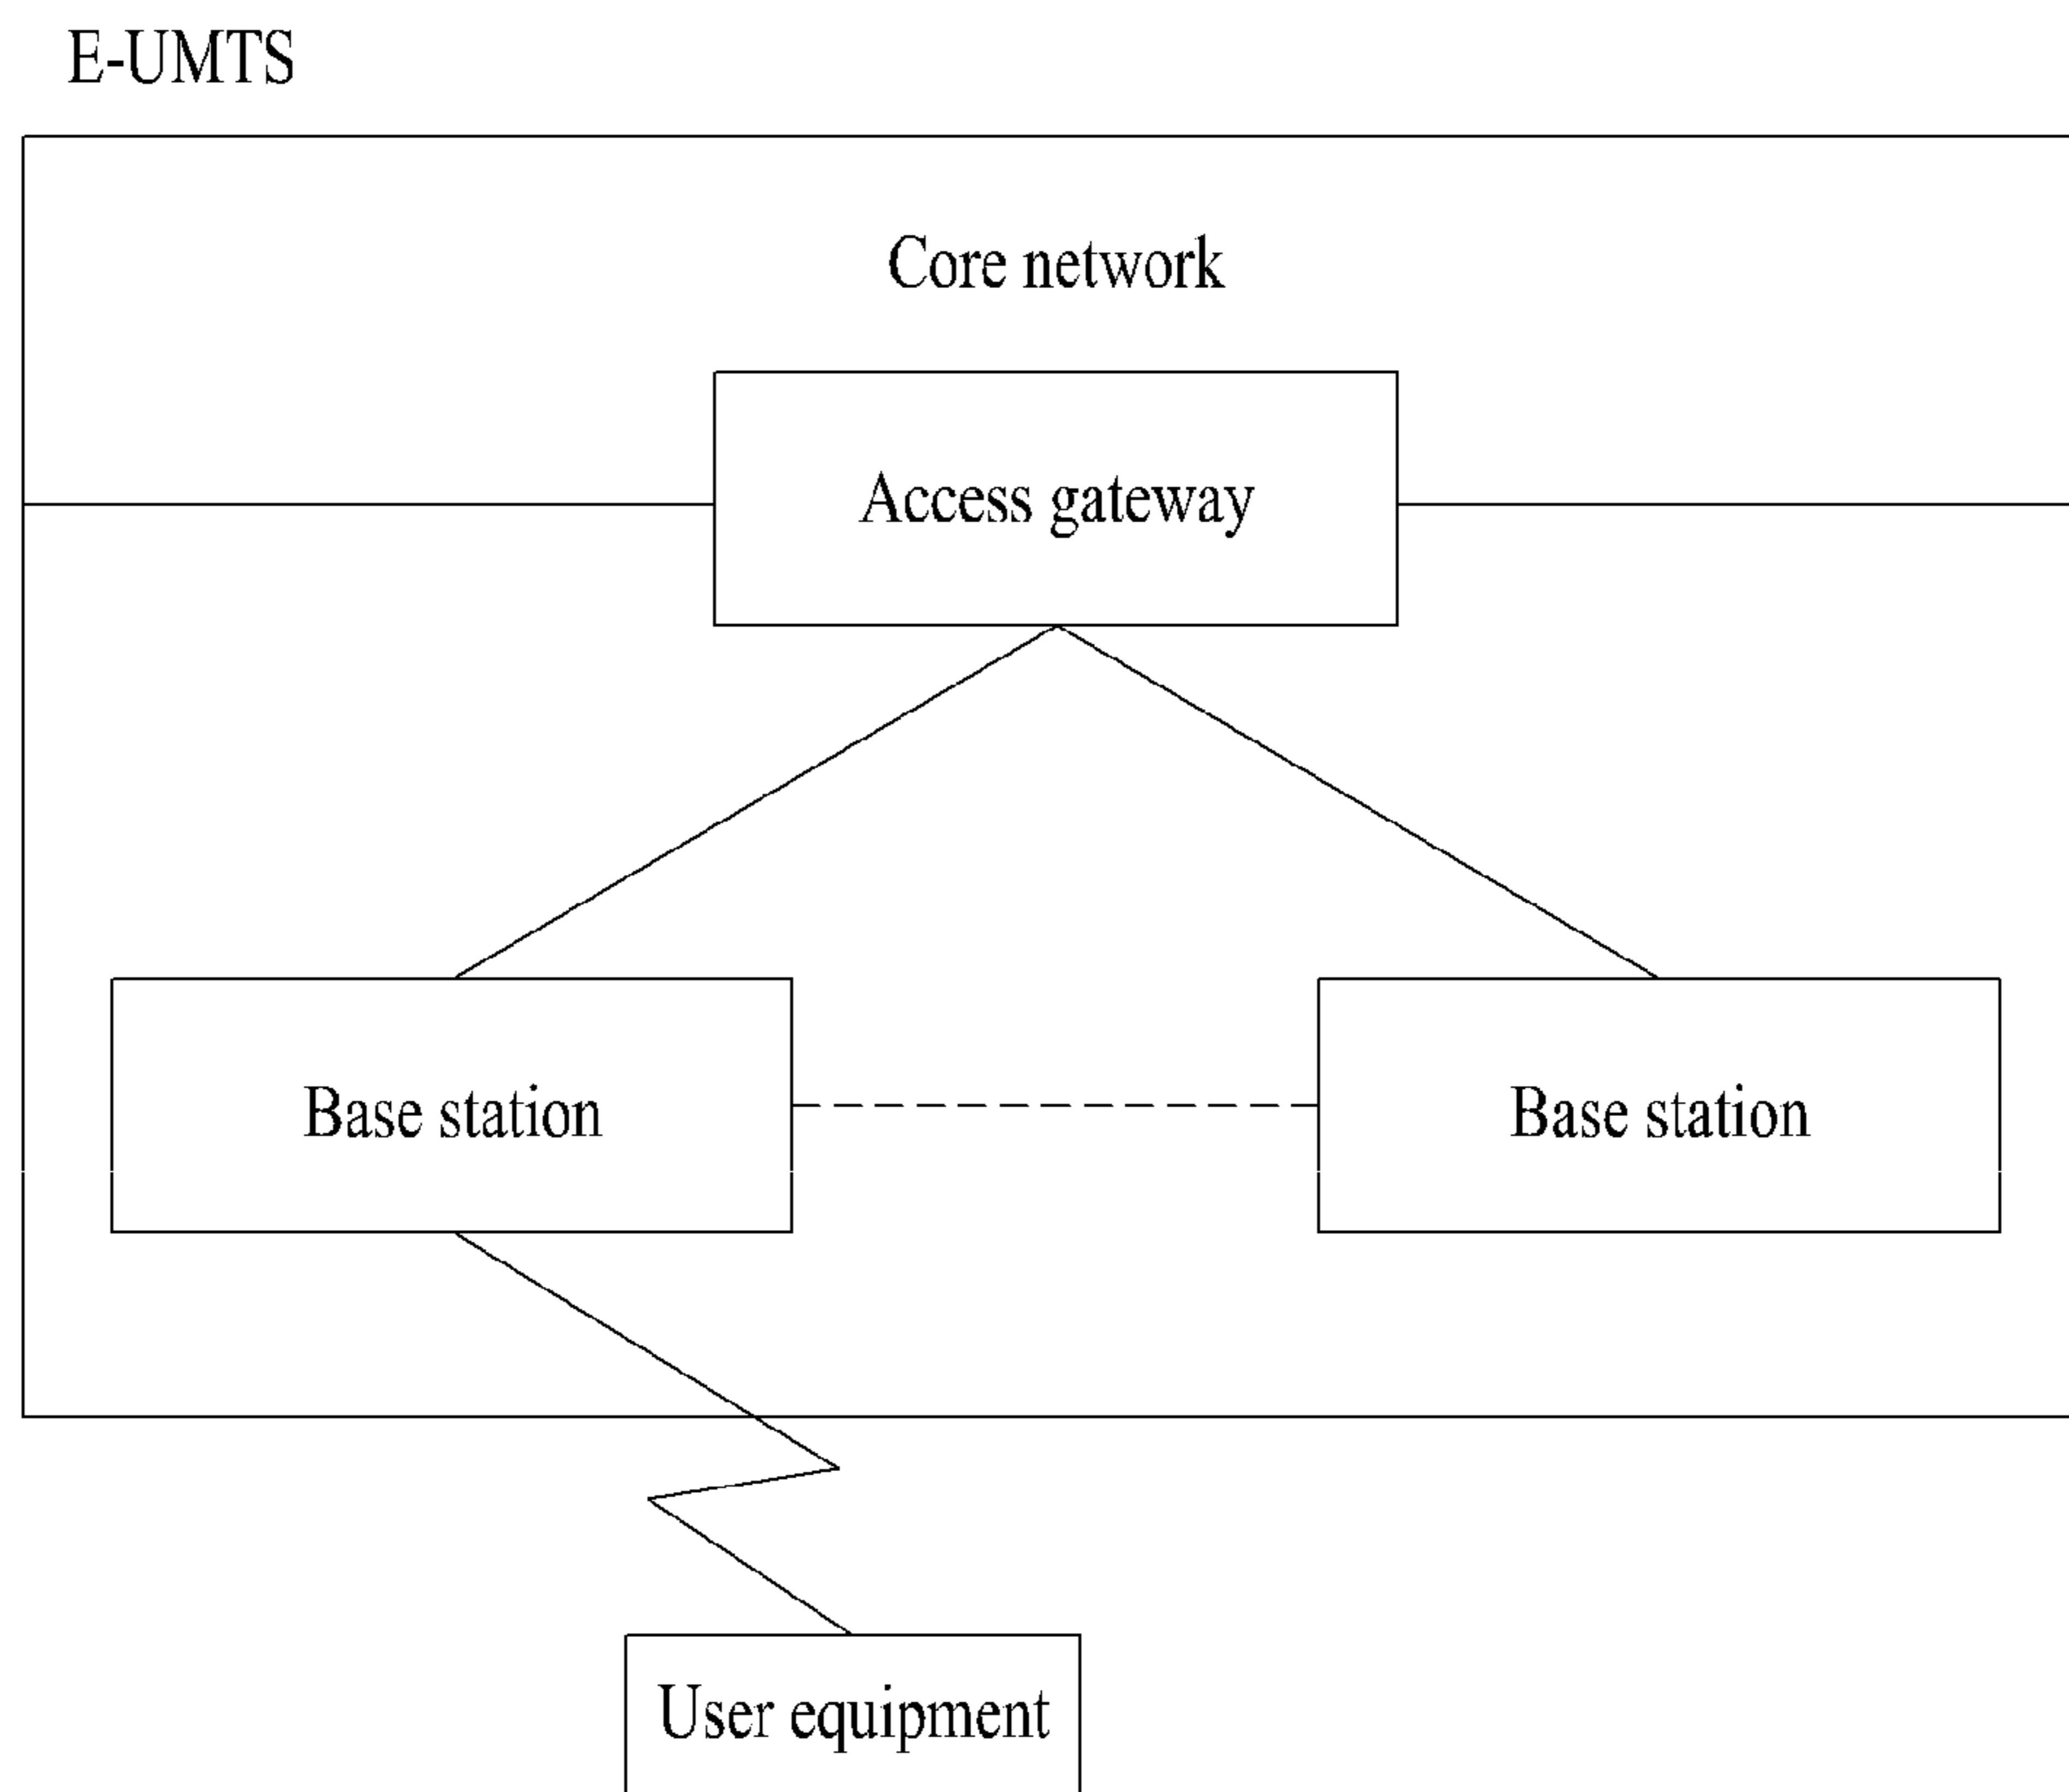 E-UMTS
Core network
Access gateway
Base station
Base station
User equipment